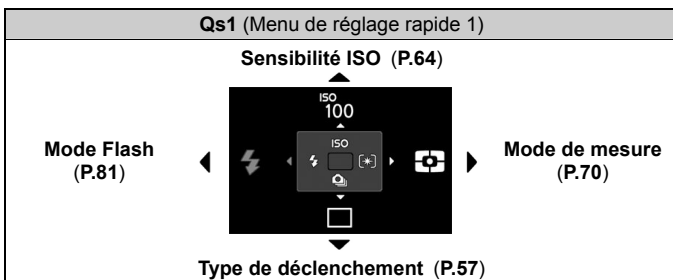 Qs1 (Menu de réglage rapide 1)
Sensibilité ISO (P.64)
ISO
100
ISO
Mode Flash
(P.81)
Mode de mesure
(P.70)
Type de déclenchement (P.57)